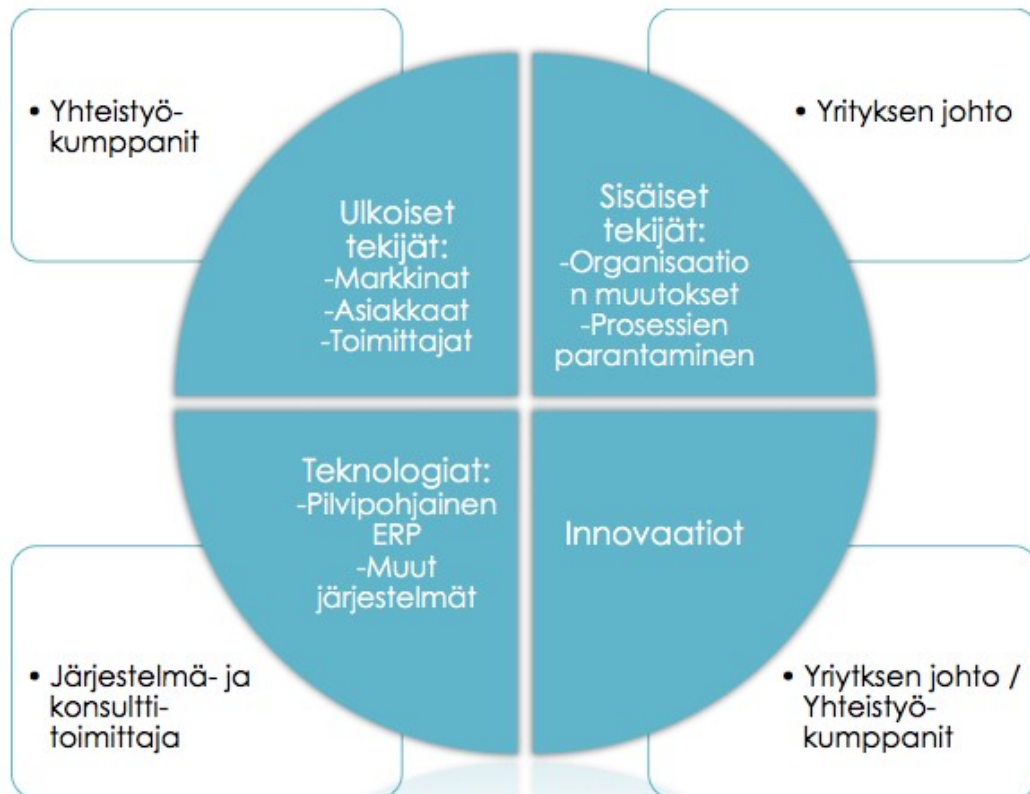 • Yhteistyö-
kumppanit
Ulkoiset
tekijät:
-Markkinat
-Asiakkaat
-Toimittajat
• Yrityksen johto
Sisäiset
tekijät:
-Organisaatio
n muutokset
-Prosessien
parantaminen
Teknologiat:
-Pilvipohjainen
ERP
-Muut
järjestelmät
• Järjestelmä- ja
konsultti-
toimittaja
Innovaatiot
• Yriytksen johto /
Yhteistyö-
kumppanit